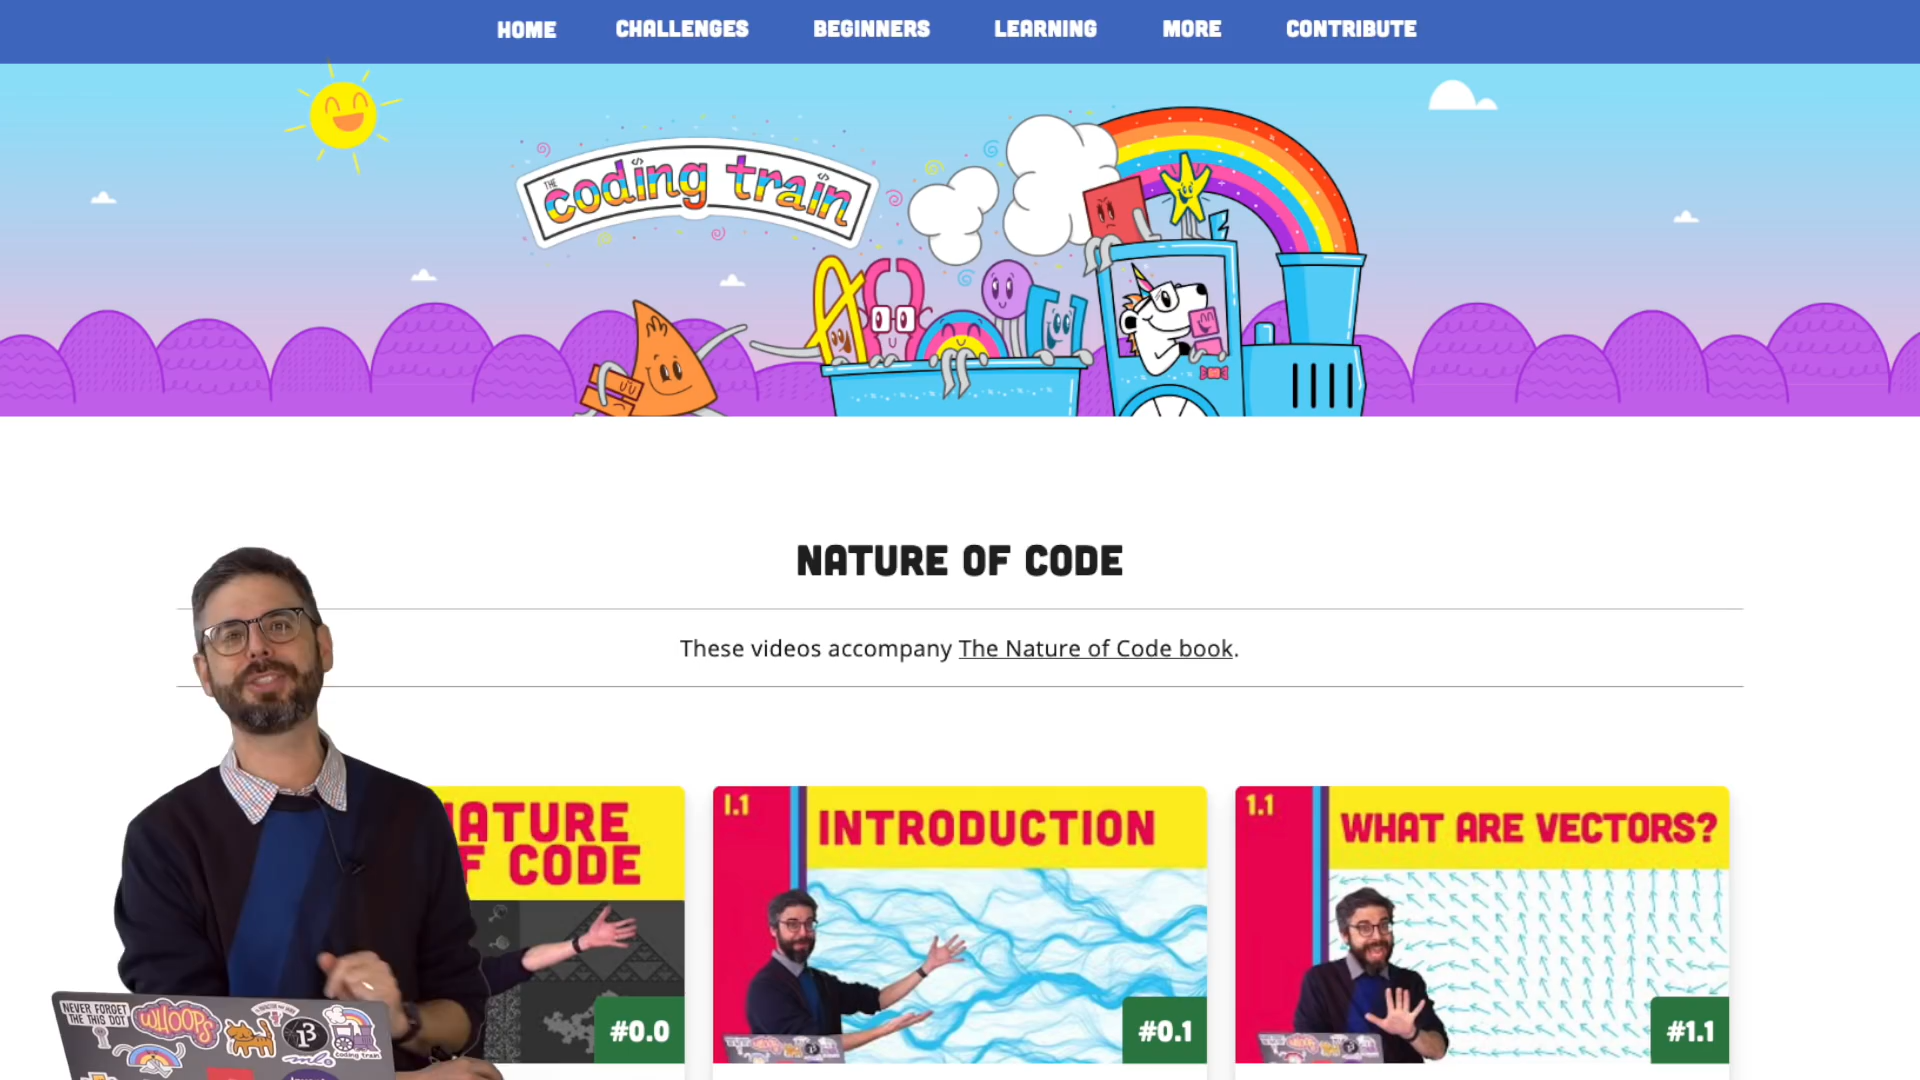 HOME CHALLENGES BEGINNERS LEARNING MORE CONTRIBUTE
THE coding train
NATURE OF CODE
These videos accompany The Nature of Code book.
NATURE
OF CODE
#0.0
I.1
INTRODUCTION
#0.1
1.1
WHAT ARE VECTORS?
#1.1
NEVER FORGET
THE THIS DOT
WHOOPS
coding train